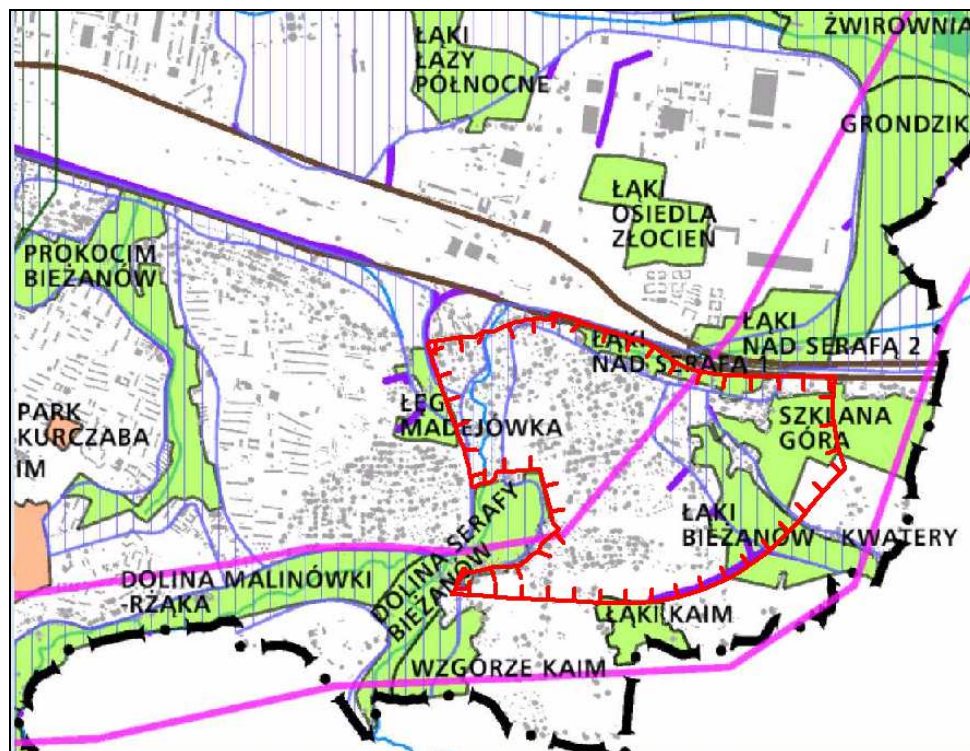 ŁĄKI
ŁAZY
PÓŁNOCNE
ŻWIROWNIA
GRONDZIK
ŁĄKI
OSIEDLA
ZŁOCIEŃ
PROKOCIM
BIEŻANÓW
ŁĄKI
NAD SERAFĄ 1
ŁĄKI
NAD SERAFĄ 2
PARK
KURCZABA
IM
ŁĘG
MADEJÓWKA
SZKLANA
GÓRA
ŁĄKI
BIEŻANÓW - KWATERY
DOLINA SERAFY
BIEŻANÓW
DOLINA MALINÓWKI
-RŻĄKA
ŁĄKI KAIM
WZGÓRZE KAIM